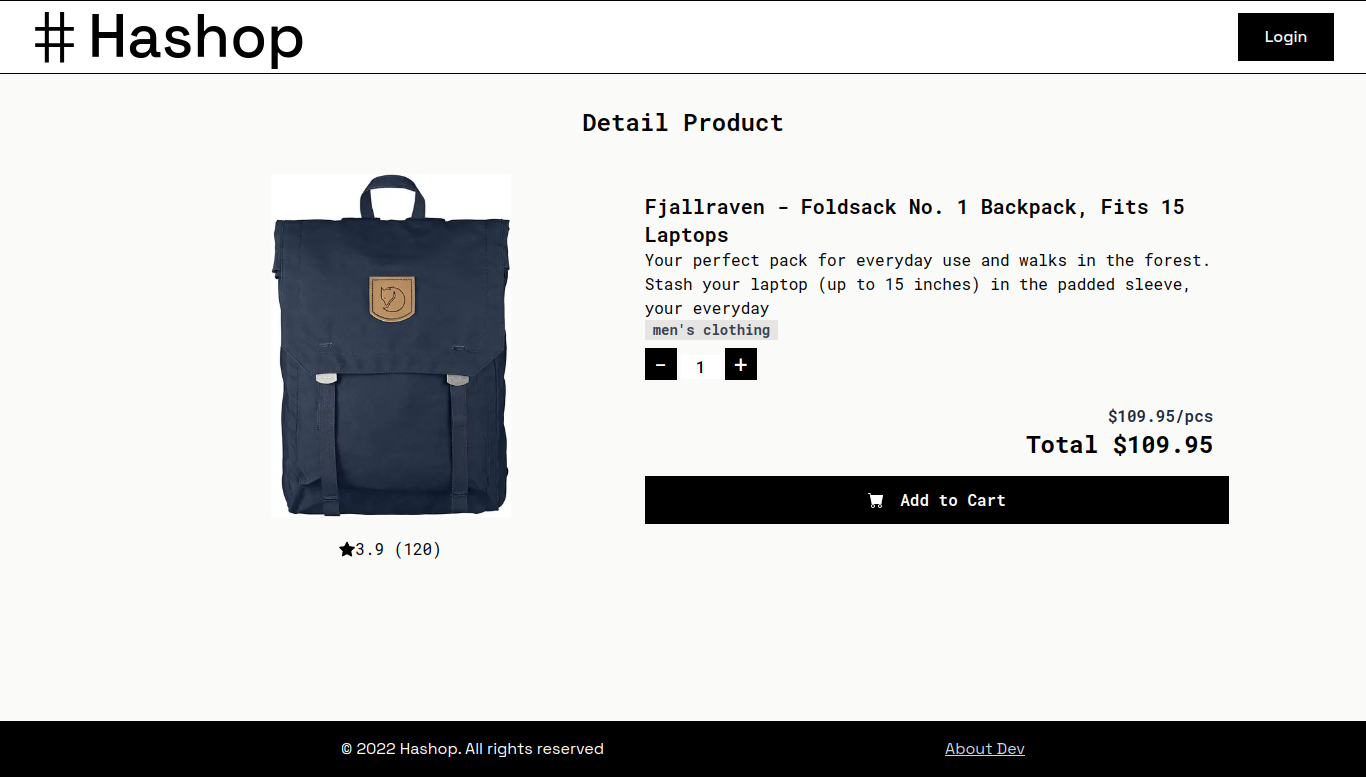 Hashop
Login
Detail Product
Fjallraven - Foldsack No. 1 Backpack, Fits 15
Laptops
Your perfect pack for everyday use and walks in the forest.
Stash your laptop (up to 15 inches) in the padded sleeve,
your everyday
men's clothing
- 1 +
$109.95/pcs
Total $109.95
Add to Cart
3.9 (120)
© 2022 Hashop. All rights reserved
About Dev